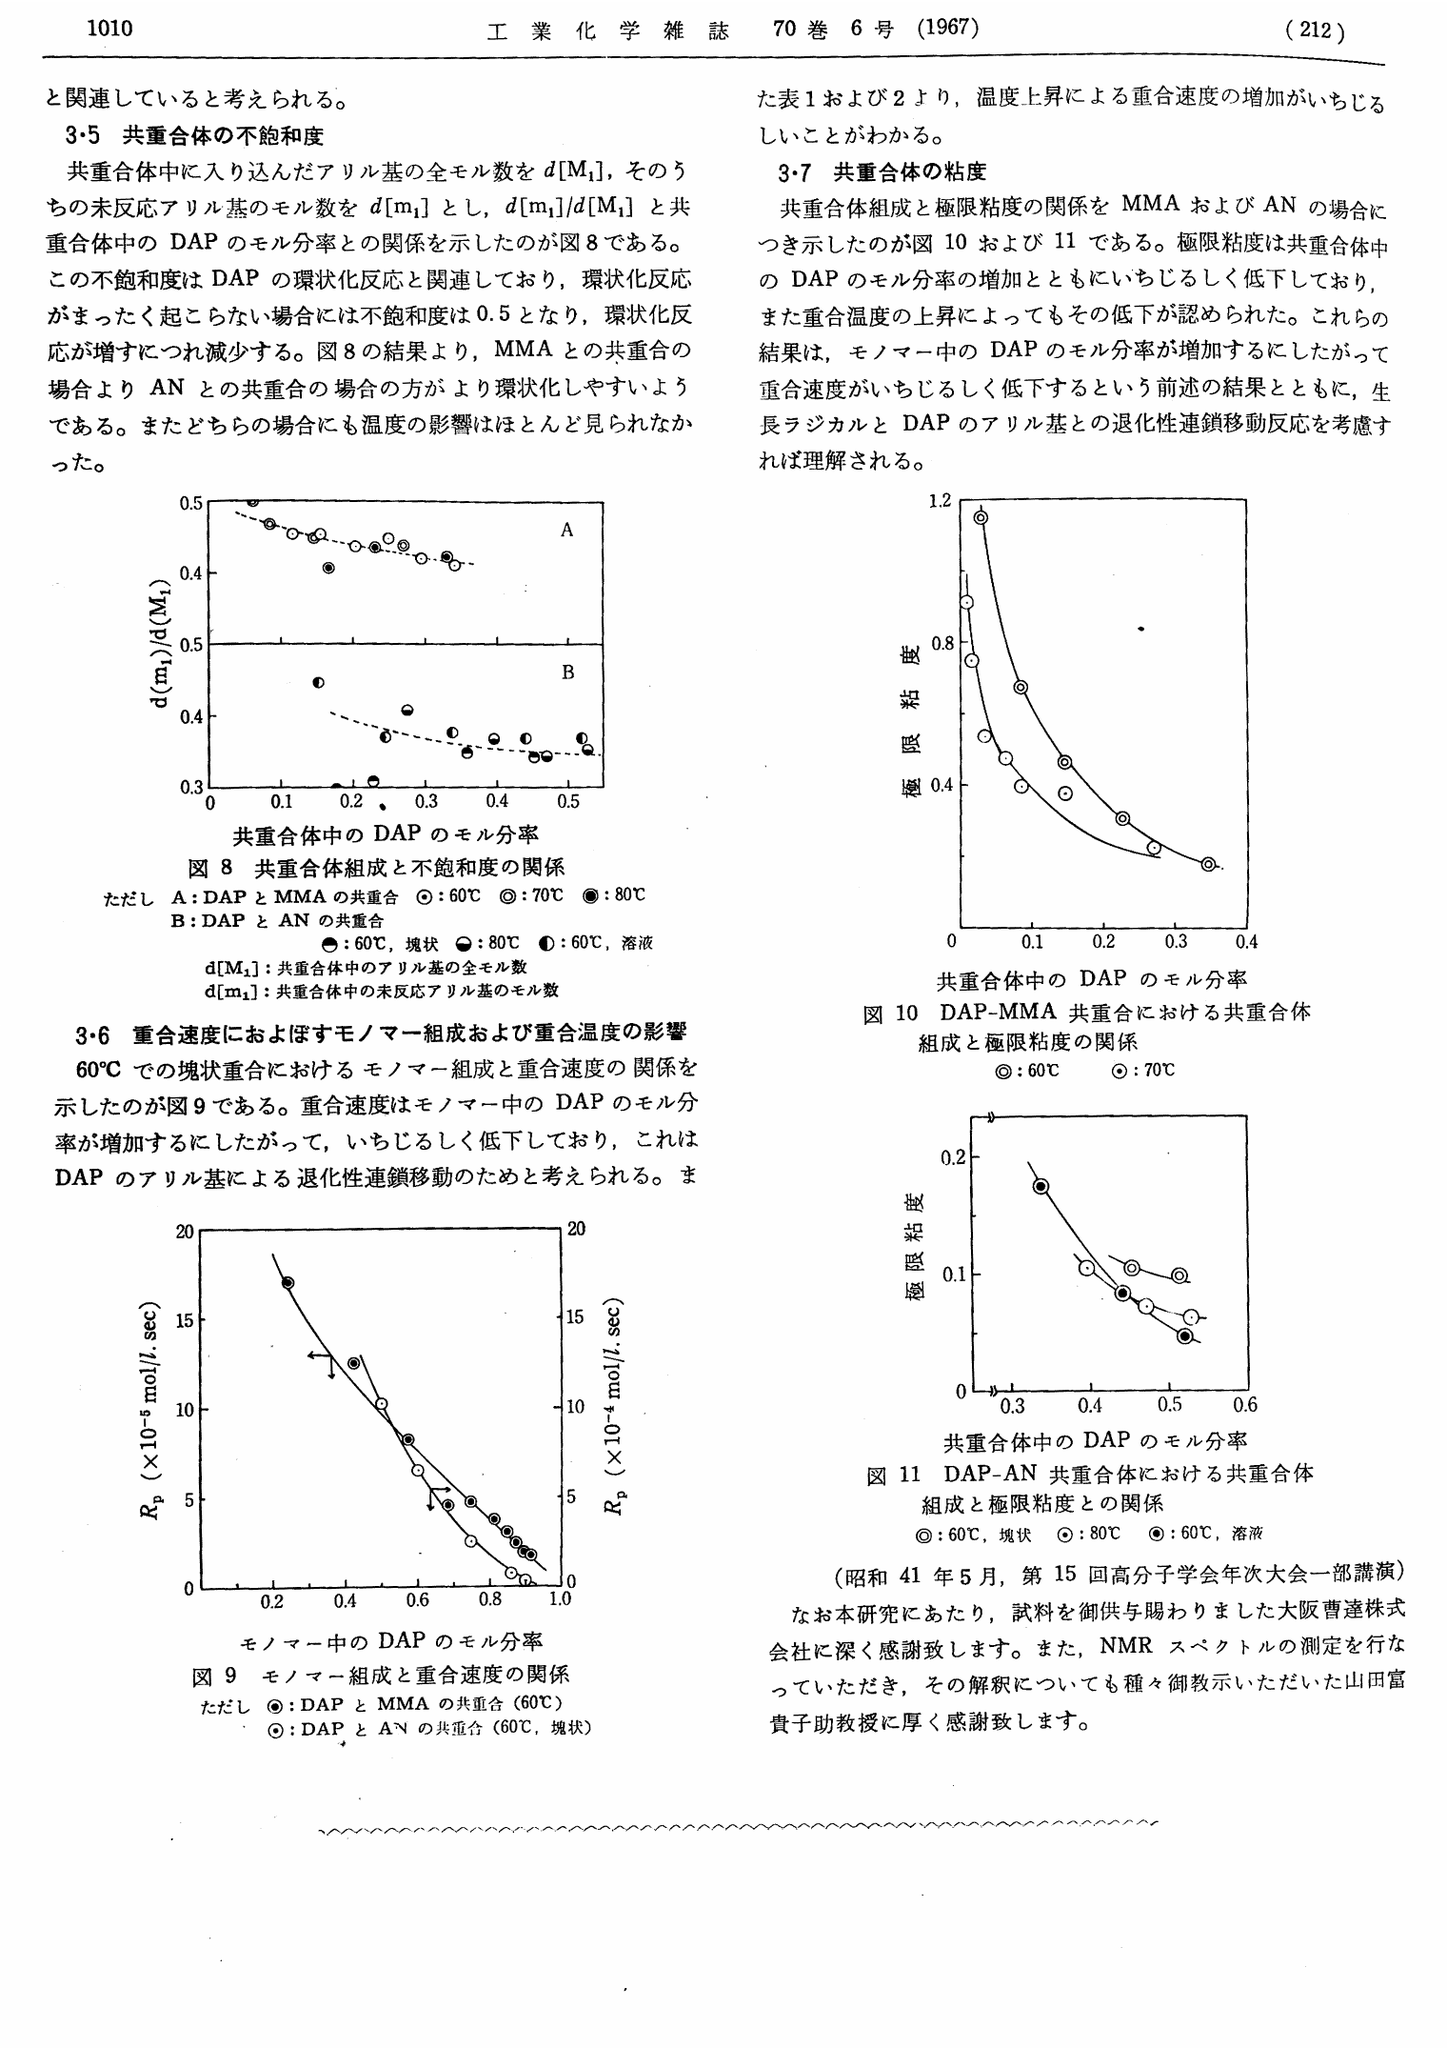 1010
工業化学雑誌 70巻 6号 (1967)
(212)
と関連していると考えられる。
3·5 共重合体の不飽和度
共重合体中に入り込んだアリル基の全モル数を d[M₁], そのう
ちの未反応アリル基のモル数を d[m₁] とし, d[m₁]/d[M₁] と共
重合体中の DAP のモル分率との関係を示したのが図8である。
この不飽和度は DAP の環状化反応と関連しており, 環状化反応
がまったく起こらない場合には不飽和度は0.5となり, 環状化反
応が増すにつれ減少する。図8の結果より, MMA との共重合の
場合より AN との共重合の場合の方がより環状化しやすいよう
である。またどちらの場合にも温度の影響はほとんど見られなか
った。
0.5
A
0.4
0.5
B
0.4
0.3
d(m₁)/d(M₁)
0 0.1 0.2 0.3 0.4 0.5
共重合体中の DAP のモル分率
図 8 共重合体組成と不飽和度の関係
ただし A:DAP と MMA の共重合 ⊙:60℃ ◎:70℃ ◉:80℃
B:DAP と AN の共重合
◓:60℃, 塊状 ◒:80℃ ◐:60℃, 溶液
d[M₁]:共重合体中のアリル基の全モル数
d[m₁]:共重合体中の未反応アリル基のモル数
3·6 重合速度におよぼすモノマー組成および重合温度の影響
60℃ での塊状重合におけるモノマー組成と重合速度の関係を
示したのが図9である。重合速度はモノマー中の DAP のモル分
率が増加するにしたがって, いちじるしく低下しており, これは
DAP のアリル基による退化性連鎖移動のためと考えられる。ま
20
15
10
5
0
Rp (×10⁻⁵ mol/l. sec)
20
15
10
5
0
Rp (×10⁻⁴ mol/l. sec)
0.2 0.4 0.6 0.8 1.0
モノマー中の DAP のモル分率
図 9 モノマー組成と重合速度の関係
ただし ◉:DAP と MMA の共重合 (60℃)
⊙:DAP と AN の共重合 (60℃, 塊状)
た表1および2より, 温度上昇による重合速度の増加がいちじる
しいことがわかる。
3·7 共重合体の粘度
共重合体組成と極限粘度の関係を MMA および AN の場合に
つき示したのが図 10 および 11 である。極限粘度は共重合体中
の DAP のモル分率の増加とともにいちじるしく低下しており,
また重合温度の上昇によってもその低下が認められた。これらの
結果は, モノマー中の DAP のモル分率が増加するにしたがって
重合速度がいちじるしく低下するという前述の結果とともに, 生
長ラジカルと DAP のアリル基との退化性連鎖移動反応を考慮す
れば理解される。
1.2
0.8
0.4
極限粘度
0 0.1 0.2 0.3 0.4
共重合体中の DAP のモル分率
図 10 DAP-MMA 共重合における共重合体
組成と極限粘度の関係
◎:60℃ ⊙:70℃
0.2
0.1
0
極限粘度
0.3 0.4 0.5 0.6
共重合体中の DAP のモル分率
図 11 DAP-AN 共重合体における共重合体
組成と極限粘度との関係
◎:60℃, 塊状 ⊙:80℃ ◉:60℃, 溶液
(昭和 41 年5月, 第 15 回高分子学会年次大会一部講演)
なお本研究にあたり, 試料を御供与賜わりました大阪曹達株式
会社に深く感謝致します。また, NMR スペクトルの測定を行な
っていただき, その解釈についても種々御教示いただいた山田富
貴子助教授に厚く感謝致します。